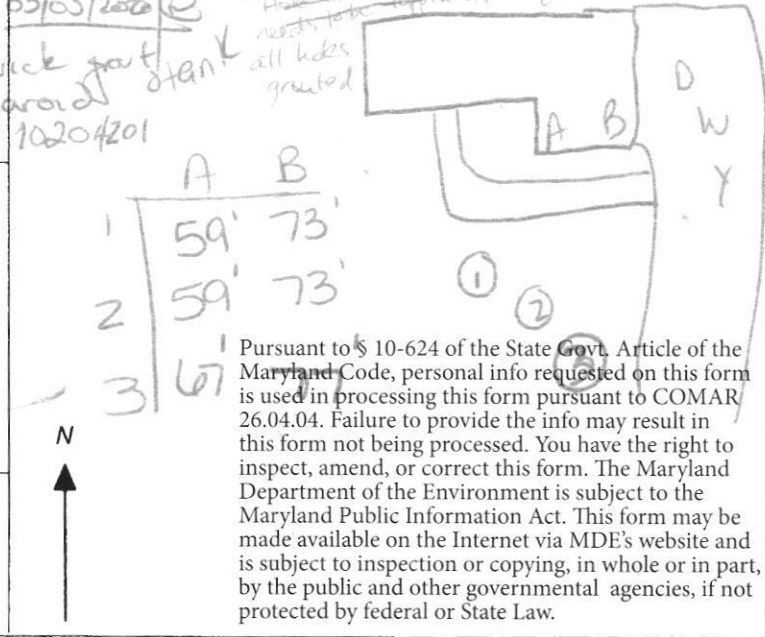 needs to be
all holes
grouted
grout
around
10204201
D
W
Y
A B
A B
1 59' 73'
2 59' 73'
3 67'
①
②
③
N
Pursuant to § 10-624 of the State Govt. Article of the
Maryland Code, personal info requested on this form
is used in processing this form pursuant to COMAR
26.04.04. Failure to provide the info may result in
this form not being processed. You have the right to
inspect, amend, or correct this form. The Maryland
Department of the Environment is subject to the
Maryland Public Information Act. This form may be
made available on the Internet via MDE's website and
is subject to inspection or copying, in whole or in part,
by the public and other governmental agencies, if not
protected by federal or State Law.